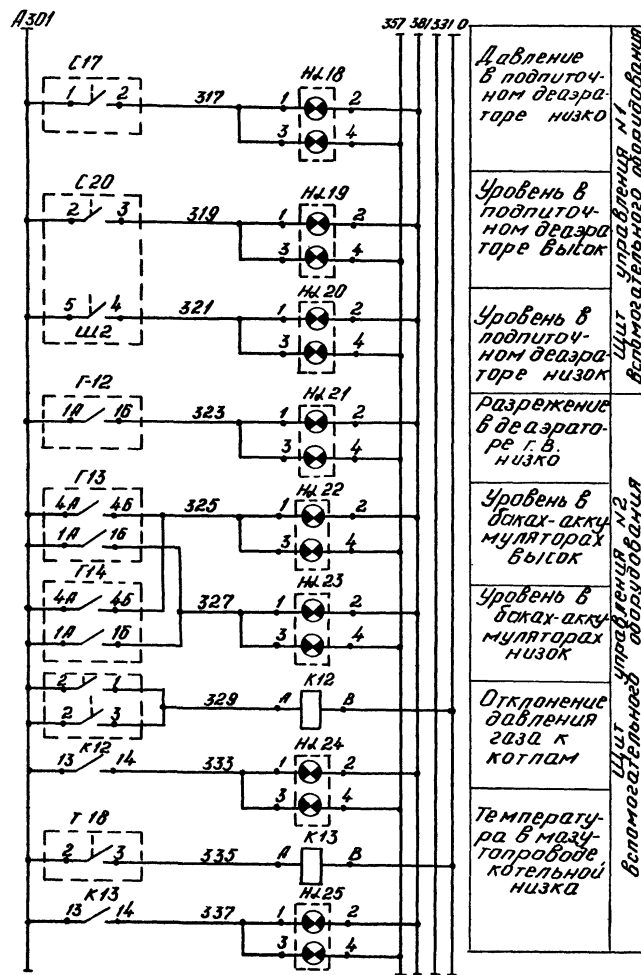 А301
357 381 331 0
С17
1 2
317
HL18
1 2
3 4
Давление
в подпиточ-
ном деаэра-
торе низко
С20
2 3
319
HL19
1 2
3 4
Уровень в
подпиточ-
ном деаэра
торе высок
5 4
Ш2
321
HL20
1 2
3 4
Уровень в
подпиточ-
ном деаэра
торе низок
Щит управления №1
вспомогательного оборудования
Г-12
1А 1б
323
HL21
1 2
3 4
разрежение
в деаэрато-
ре г.в.
низко
Г13
4А 4Б
1А 1б
325
HL22
1 2
3 4
Уровень в
баках-акку
муляторах
высок
Г14
4А 4Б
1А 1б
327
HL23
1 2
3 4
Уровень в
баках-акку
муляторах
низок
2 1
2 3
329
А К12 В
Отклонение
давления
газа к
котлам
К12
13 14
333
HL24
1 2
3 4
Т18
2 3
335
А К13 В
Температу-
ра в мазу-
топроводе
котельной
низка
К13
13 14
337
HL25
1 2
3 4
Щит управления №2
вспомогательного оборудования